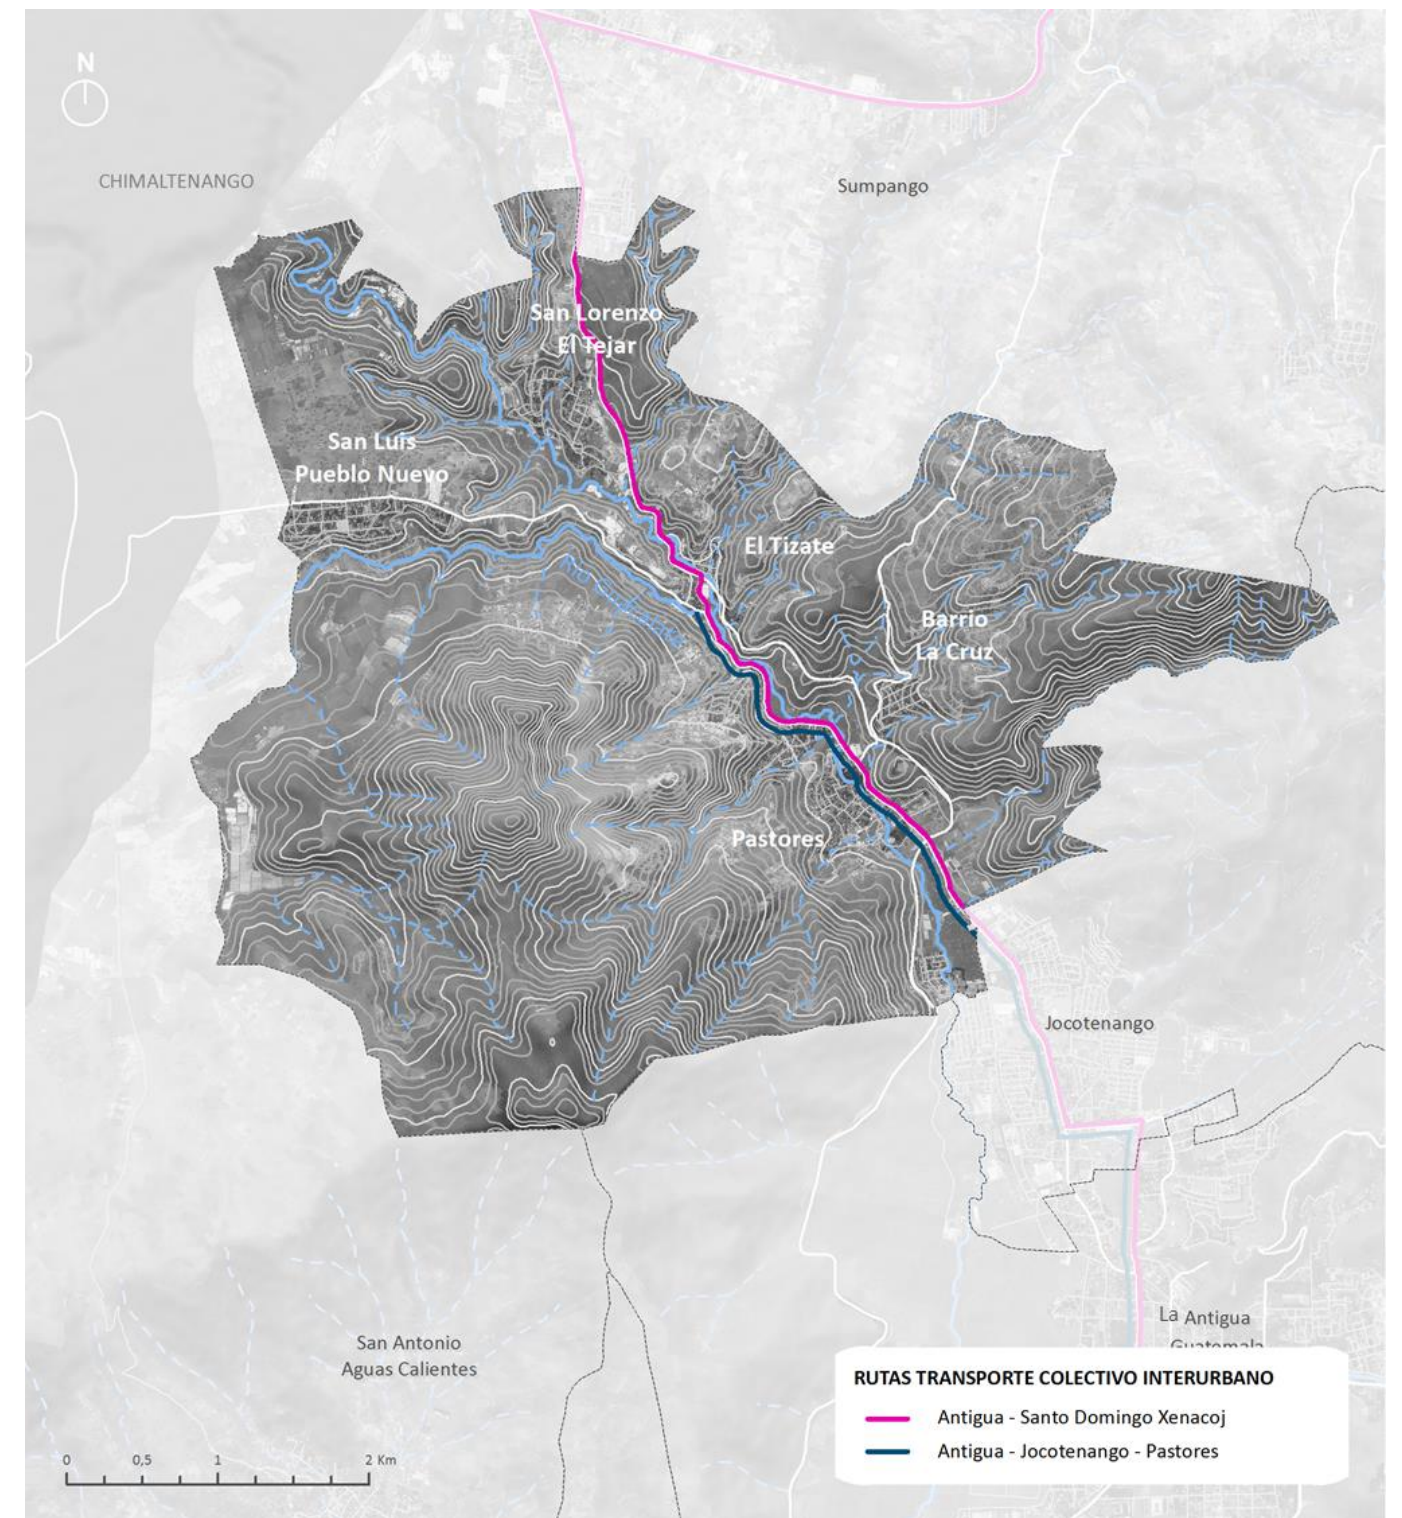 N
CHIMALTENANGO
Sumpango
San Lorenzo
El Tejar
San Luis
Pueblo Nuevo
El Tizate
Barrio
La Cruz
Pastores
Jocotenango
La Antigua
Guatemala
San Antonio
Aguas Calientes
RUTAS TRANSPORTE COLECTIVO INTERURBANO
Antigua - Santo Domingo Xenacoj
Antigua - Jocotenango - Pastores
0 0,5 1 2 Km